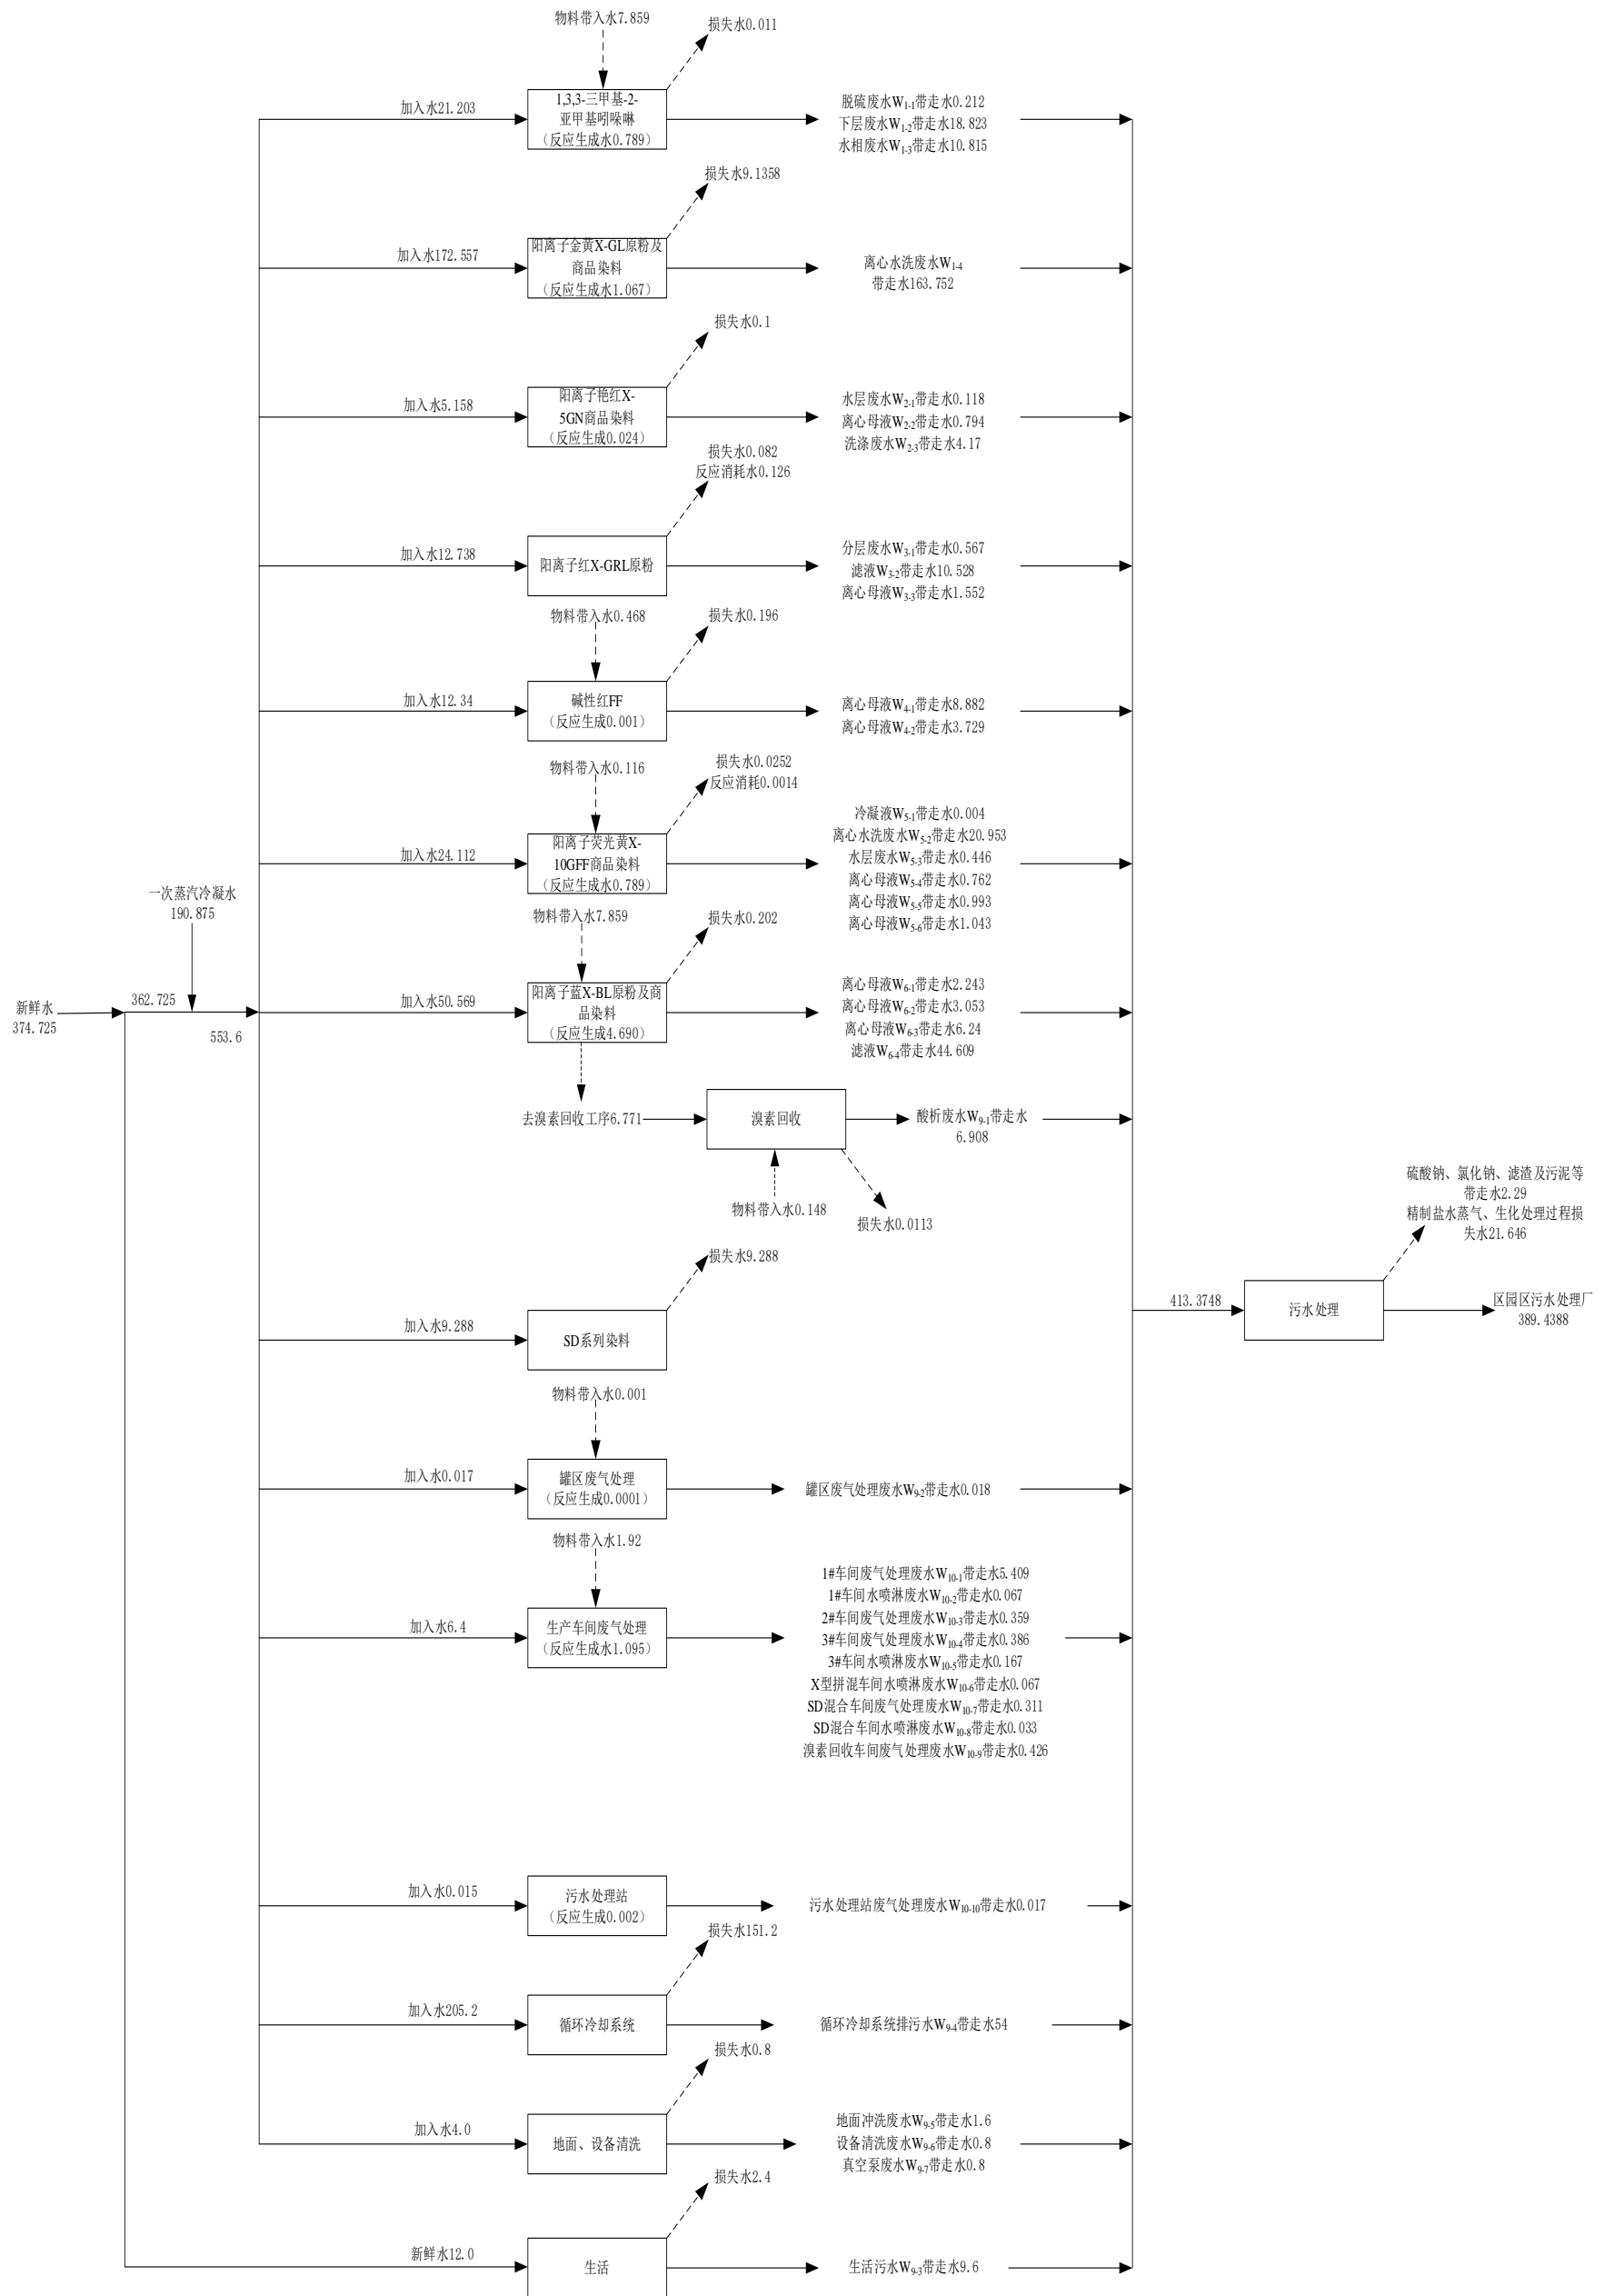 物料带入水7.859
损失水0.011
加入水21.203
1,3,3-三甲基-2-
亚甲基吲哚啉
（反应生成水0.789）
脱硫废水W1-1带走水0.212
下层废水W1-2带走水18.823
水相废水W1-3带走水10.815
损失水9.1358
加入水172.557
阳离子金黄X-GL原粉及
商品染料
（反应生成水1.067）
离心水洗废水W1-4
带走水163.752
损失水0.1
加入水5.158
阳离子艳红X-
5GN商品染料
（反应生成0.024）
水层废水W2-1带走水0.118
离心母液W2-2带走水0.794
洗涤废水W2-3带走水4.17
损失水0.082
反应消耗水0.126
加入水12.738
阳离子红X-GRL原粉
分层废水W3-1带走水0.567
滤液W3-2带走水10.528
离心母液W3-3带走水1.552
物料带入水0.468
损失水0.196
加入水12.34
碱性红FF
（反应生成0.001）
离心母液W4-1带走水8.882
离心母液W4-2带走水3.729
物料带入水0.116
损失水0.0252
反应消耗0.0014
加入水24.112
阳离子荧光黄X-
10GFF商品染料
（反应生成水0.789）
冷凝液W5-1带走水0.004
离心水洗废水W5-2带走水20.953
水层废水W5-3带走水0.446
离心母液W5-4带走水0.762
离心母液W5-5带走水0.993
离心母液W5-6带走水1.043
一次蒸汽冷凝水
190.875
新鲜水
374.725
362.725
553.6
物料带入水7.859
损失水0.202
加入水50.569
阳离子蓝X-BL原粉及商
品染料
（反应生成4.690）
离心母液W6-1带走水2.243
离心母液W6-2带走水3.053
离心母液W6-3带走水6.24
滤液W6-4带走水44.609
去溴素回收工序6.771
溴素回收
酸析废水W9-1带走水
6.908
物料带入水0.148
损失水0.0113
硫酸钠、氯化钠、滤渣及污泥等
带走水2.29
精制盐水蒸气、生化处理过程损
失水21.646
413.3748
污水处理
区园区污水处理厂
389.4388
损失水9.288
加入水9.288
SD系列染料
物料带入水0.001
加入水0.017
罐区废气处理
（反应生成0.0001）
罐区废气处理废水W9-2带走水0.018
物料带入水1.92
加入水6.4
生产车间废气处理
（反应生成水1.095）
1#车间废气处理废水W10-1带走水5.409
1#车间水喷淋废水W10-2带走水0.067
2#车间废气处理废水W10-3带走水0.359
3#车间废气处理废水W10-4带走水0.386
3#车间水喷淋废水W10-5带走水0.167
X型拼混车间水喷淋废水W10-6带走水0.067
SD混合车间废气处理废水W10-7带走水0.311
SD混合车间水喷淋废水W10-8带走水0.033
溴素回收车间废气处理废水W10-9带走水0.426
加入水0.015
污水处理站
（反应生成0.002）
污水处理站废气处理废水W10-10带走水0.017
损失水151.2
加入水205.2
循环冷却系统
循环冷却系统排污水W9-4带走水54
损失水0.8
加入水4.0
地面、设备清洗
地面冲洗废水W9-5带走水1.6
设备清洗废水W9-6带走水0.8
真空泵废水W9-7带走水0.8
损失水2.4
新鲜水12.0
生活
生活污水W9-3带走水9.6